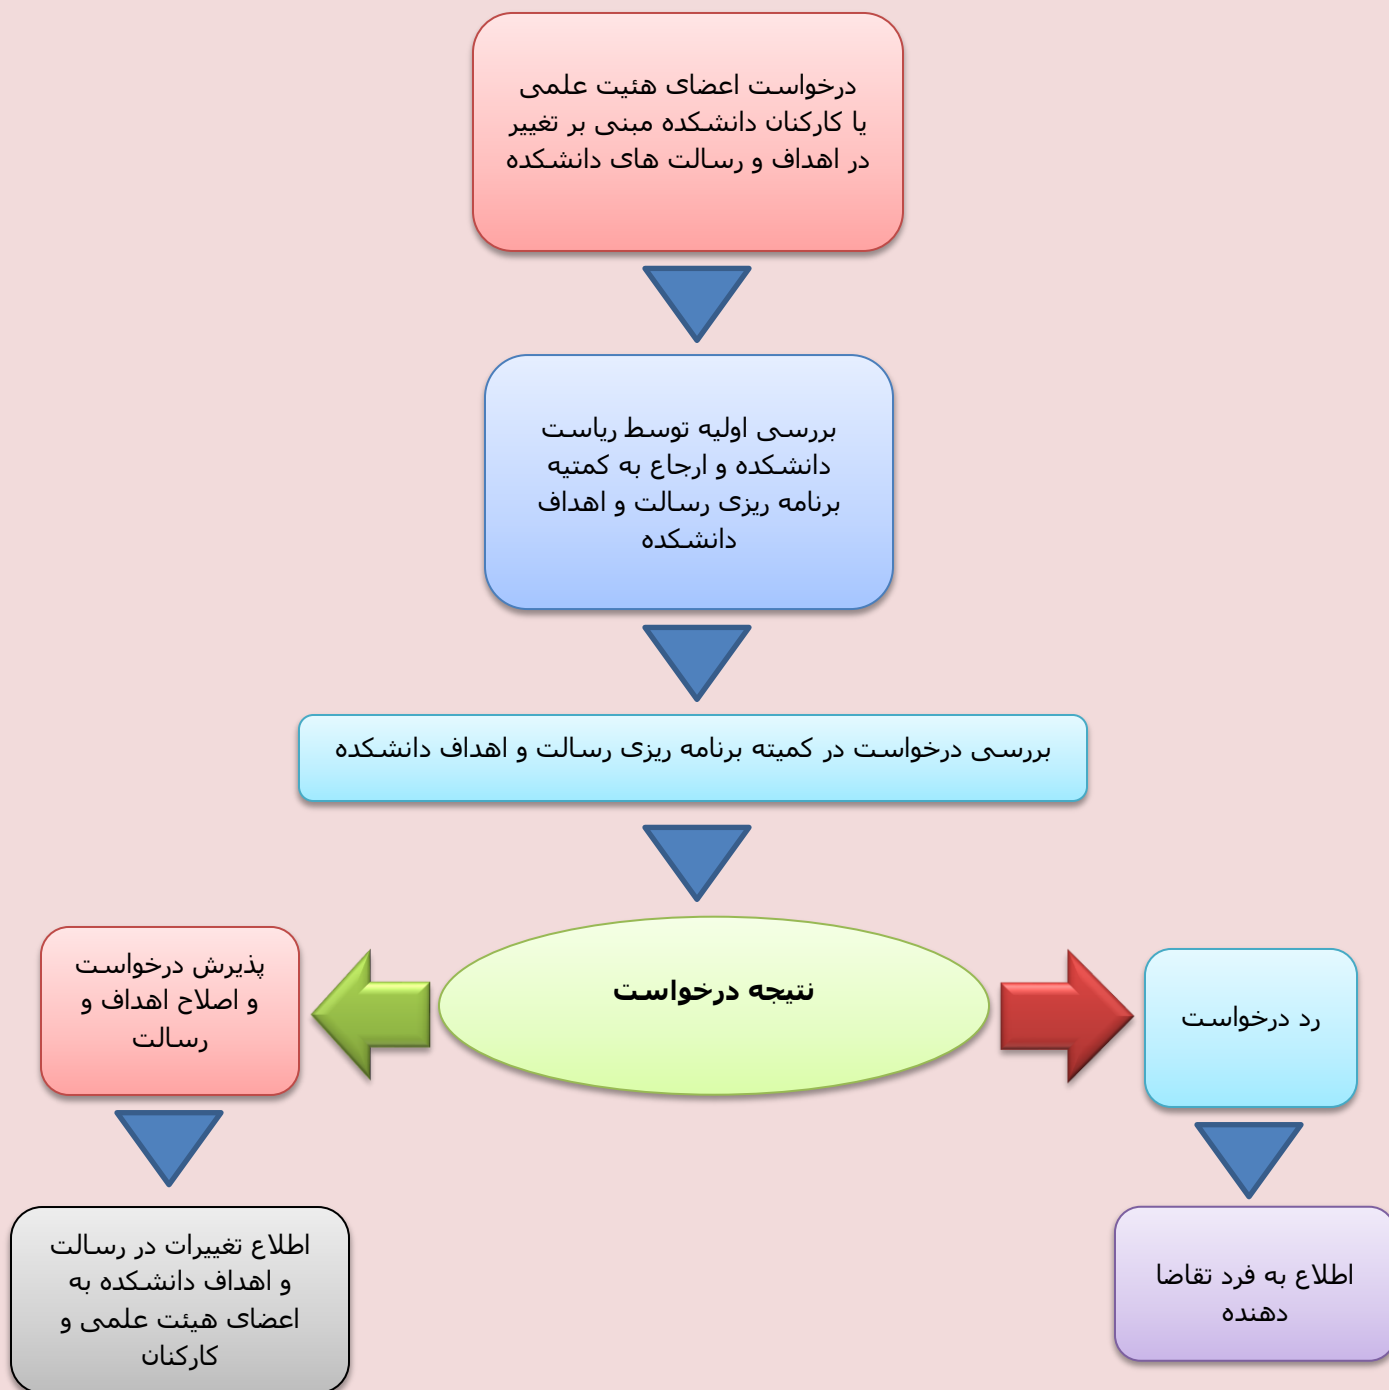 درخواست اعضای هئیت علمی
یا کارکنان دانشکده مبنی بر تغییر
در اهداف و رسالت های دانشکده
بررسی اولیه توسط ریاست
دانشکده و ارجاع به کمتیه
برنامه ریزی رسالت و اهداف
دانشکده
بررسی درخواست در کمیته برنامه ریزی رسالت و اهداف دانشکده
نتیجه درخواست
رد درخواست
پذیرش درخواست
و اصلاح اهداف و
رسالت
اطلاع به فرد تقاضا
دهنده
اطلاع تغییرات در رسالت
و اهداف دانشکده به
اعضای هیئت علمی و
کارکنان